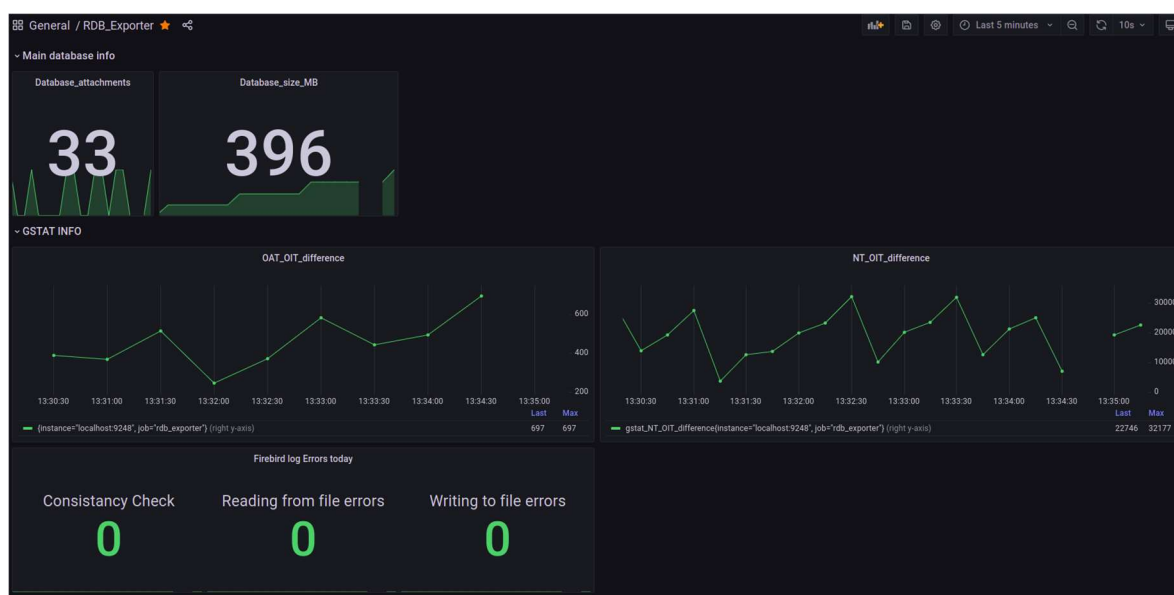 General / RDB_Exporter
Last 5 minutes
10s
Main database info
Database_attachments
33
Database_size_MB
396
GSTAT INFO
OAT_OIT_difference
600
400
200
13:30:30 13:31:00 13:31:30 13:32:00 13:32:30 13:33:00 13:33:30 13:34:00 13:34:30 13:35:00
Last Max
{instance="localhost:9248", job="rdb_exporter"} (right y-axis) 697 697
NT_OIT_difference
30000
20000
10000
0
13:30:30 13:31:00 13:31:30 13:32:00 13:32:30 13:33:00 13:33:30 13:34:00 13:34:30 13:35:00
Last Max
gstat_NT_OIT_difference{instance="localhost:9248", job="rdb_exporter"} (right y-axis) 22746 32177
Firebird log Errors today
Consistancy Check
0
Reading from file errors
0
Writing to file errors
0